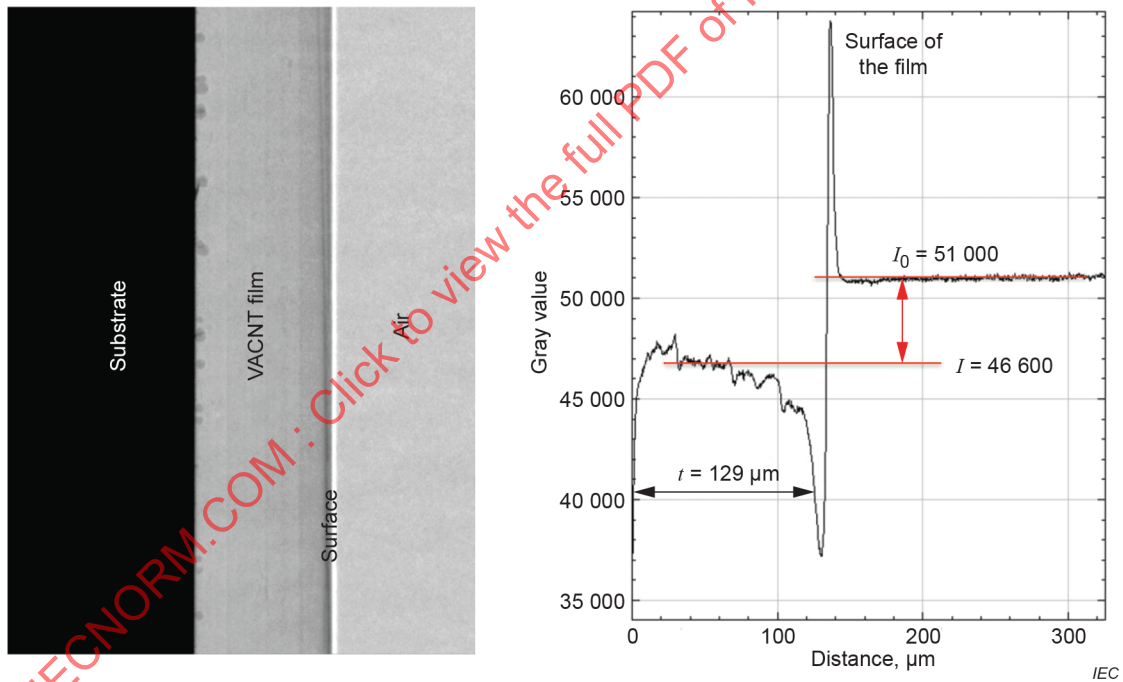 Substrate
VACNT film
Surface
Air
IECNORM.COM : Click to view the full PDF of
Gray value
60 000
55 000
50 000
45 000
40 000
35 000
Surface of
the film
I0 = 51 000
I = 46 600
t = 129 µm
0
100
200
300
Distance, µm
IEC